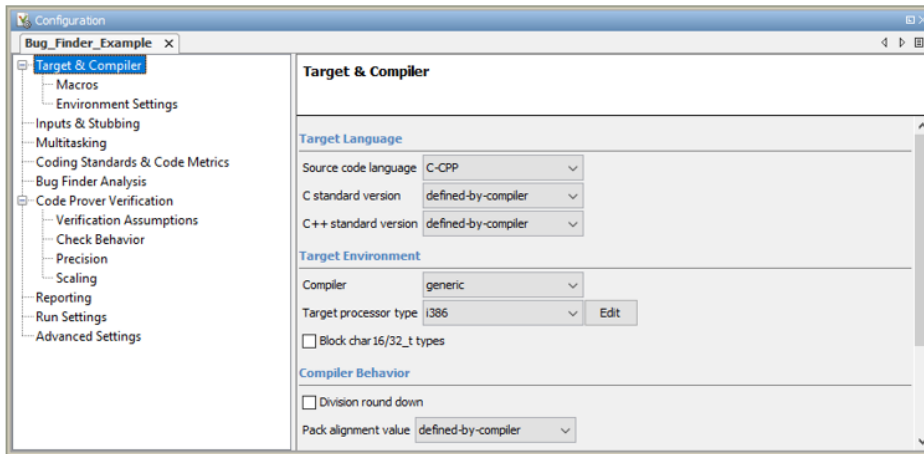 Configuration
Bug_Finder_Example
Target & Compiler
Macros
Environment Settings
Inputs & Stubbing
Multitasking
Coding Standards & Code Metrics
Bug Finder Analysis
Code Prover Verification
Verification Assumptions
Check Behavior
Precision
Scaling
Reporting
Run Settings
Advanced Settings
Target & Compiler
Target Language
Source code language C-CPP
C standard version defined-by-compiler
C++ standard version defined-by-compiler
Target Environment
Compiler generic
Target processor type i386 Edit
Block char16/32_t types
Compiler Behavior
Division round down
Pack alignment value defined-by-compiler